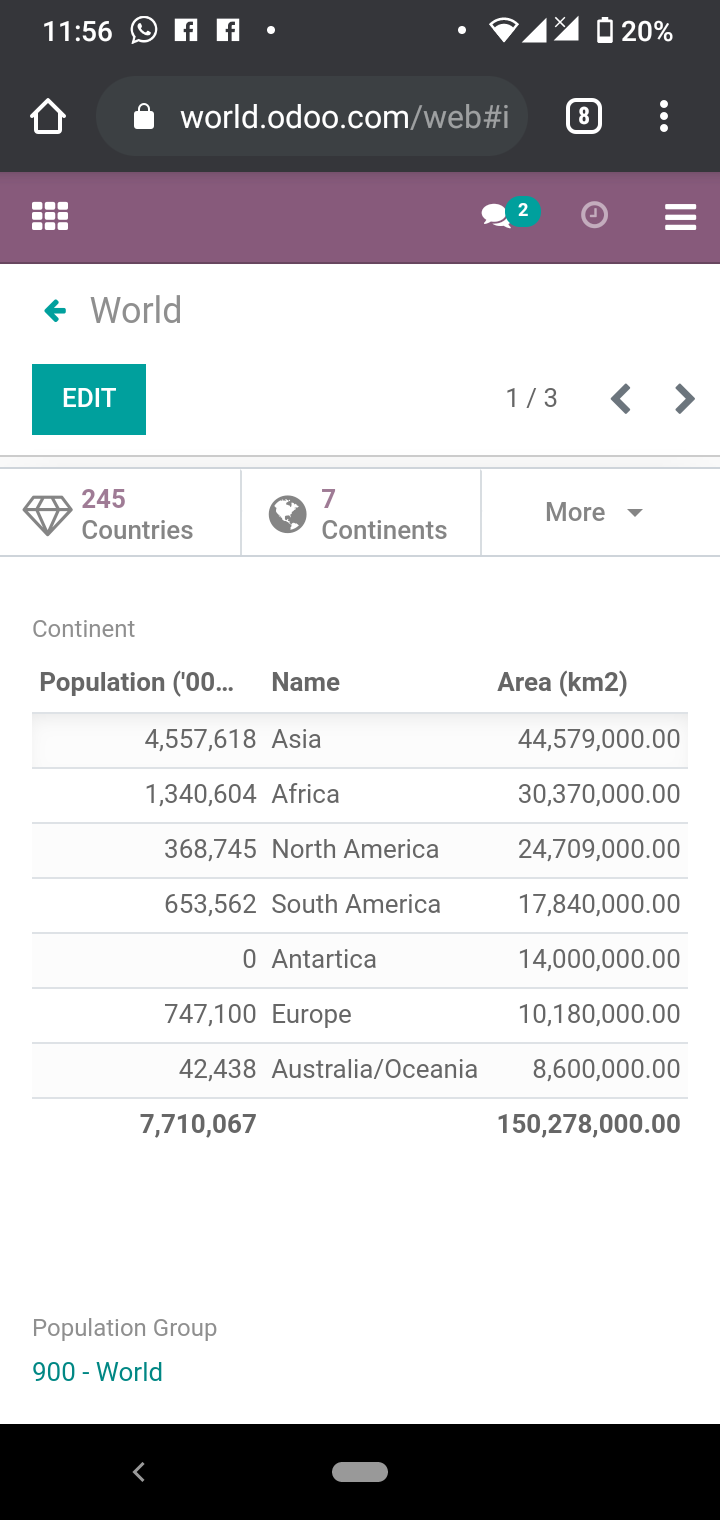 11:56 20%
world.odoo.com/web#i 8
2
World
EDIT 1 / 3
245 Countries 7 Continents More
Continent
Population ('00... Name Area (km2)
4,557,618 Asia 44,579,000.00
1,340,604 Africa 30,370,000.00
368,745 North America 24,709,000.00
653,562 South America 17,840,000.00
0 Antartica 14,000,000.00
747,100 Europe 10,180,000.00
42,438 Australia/Oceania 8,600,000.00
7,710,067 150,278,000.00
Population Group
900 - World